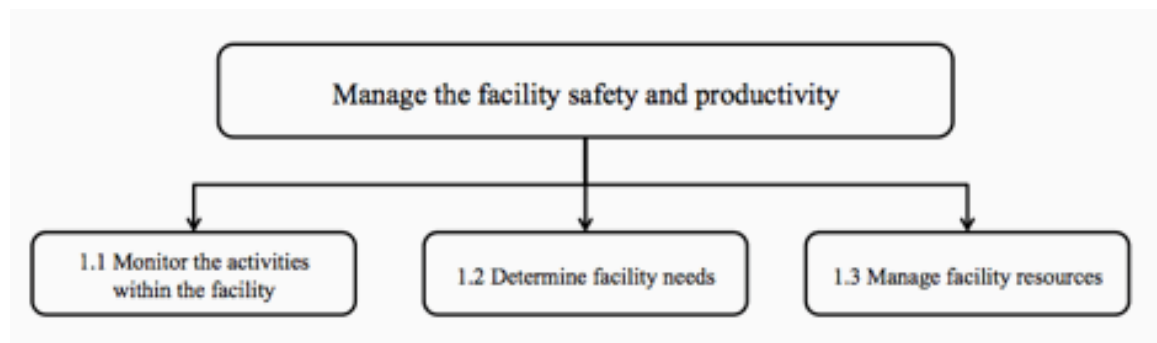 Manage the facility safety and productivity
1.1 Monitor the activities
within the facility
1.2 Determine facility needs
1.3 Manage facility resources